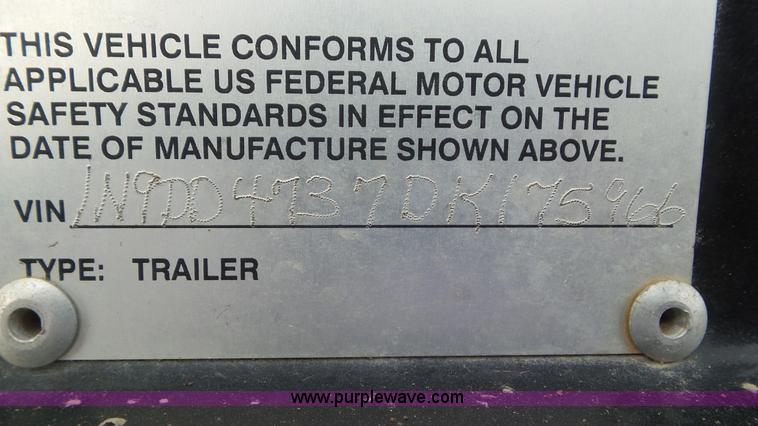 THIS VEHICLE CONFORMS TO ALL
APPLICABLE US FEDERAL MOTOR VEHICLE
SAFETY STANDARDS IN EFFECT ON THE
DATE OF MANUFACTURE SHOWN ABOVE.
VIN 1N9DD4737DK175966
TYPE: TRAILER
www.purplewave.com